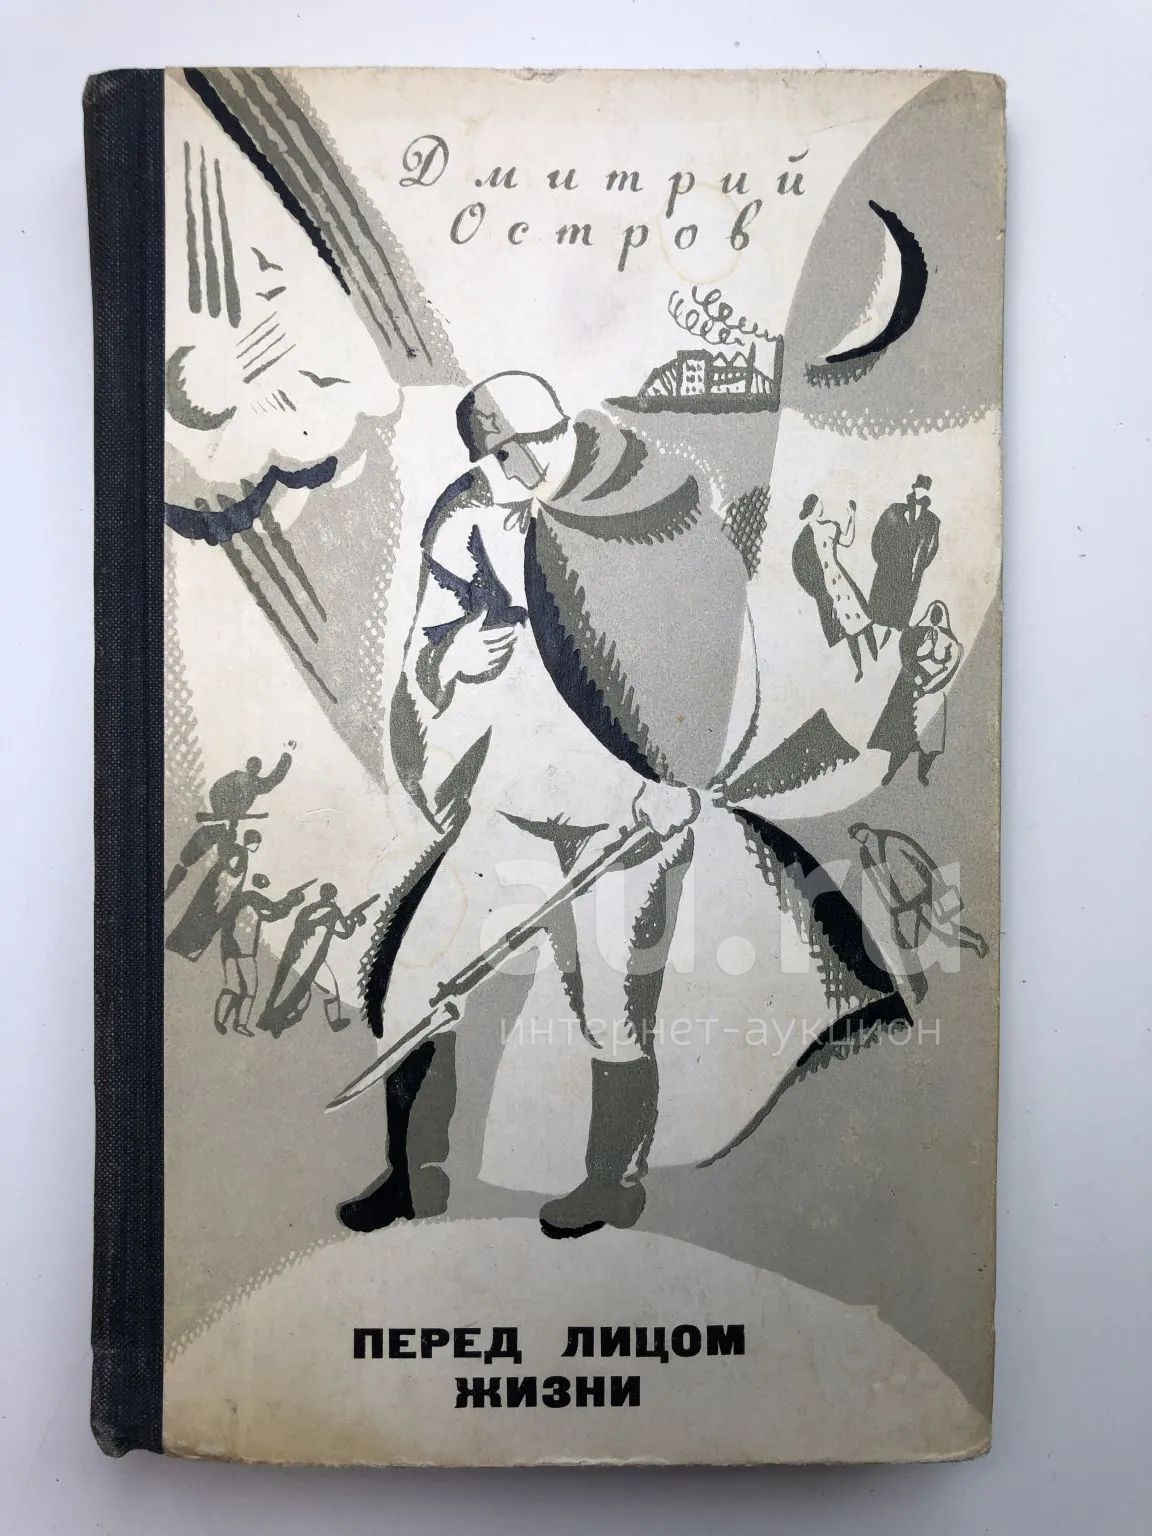 Дмитрий
Остров
au.ru
интернет-аукцион
ПЕРЕД ЛИЦОМ
ЖИЗНИ